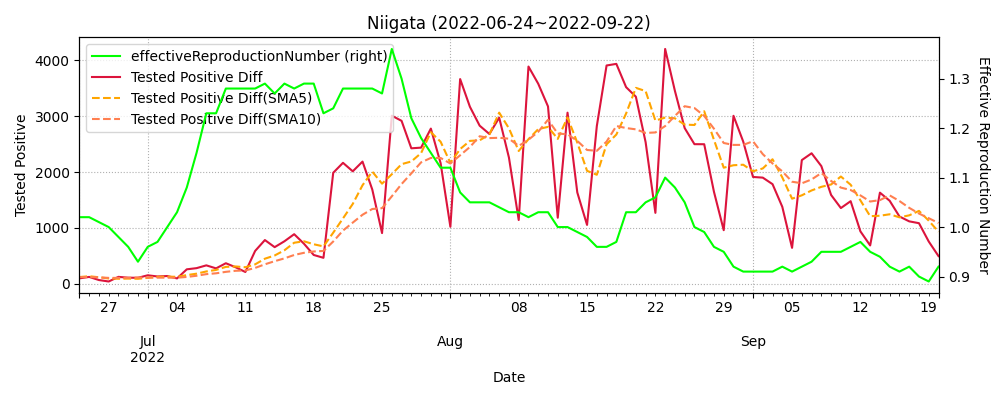 Niigata (2022-06-24~2022-09-22)
effectiveReproductionNumber (right)
Tested Positive Diff
Tested Positive Diff(SMA5)
Tested Positive Diff(SMA10)
Tested Positive
4000
3000
2000
1000
0
Effective Reproduction Number
1.3
1.2
1.1
1.0
0.9
27 04 11 18 25 08 15 22 29 05 12 19
Jul Aug Sep
2022
Date